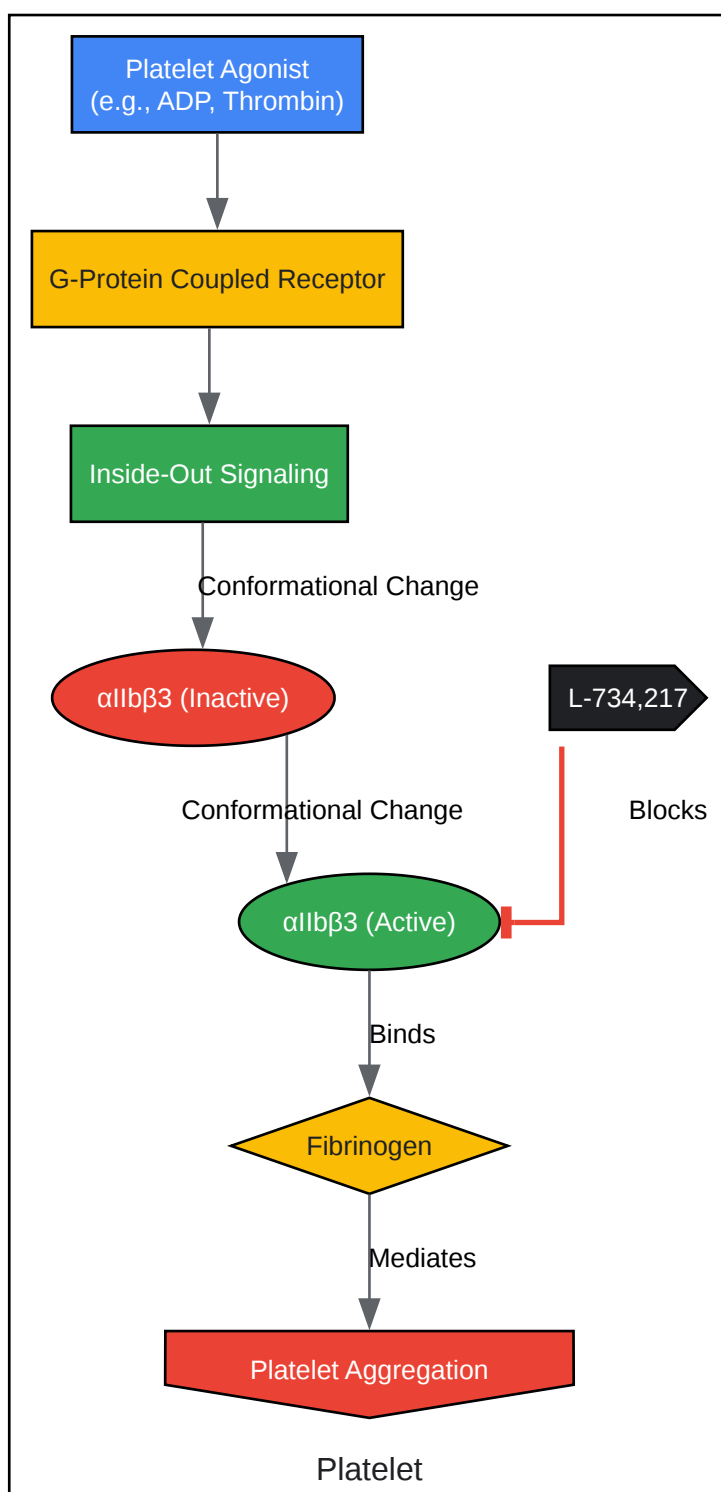 Platelet Agonist
(e.g., ADP, Thrombin)
G-Protein Coupled Receptor
Inside-Out Signaling
Conformational Change
αIIbβ3 (Inactive)
L-734,217
Conformational Change
Blocks
αIIbβ3 (Active)
Binds
Fibrinogen
Mediates
Platelet Aggregation
Platelet